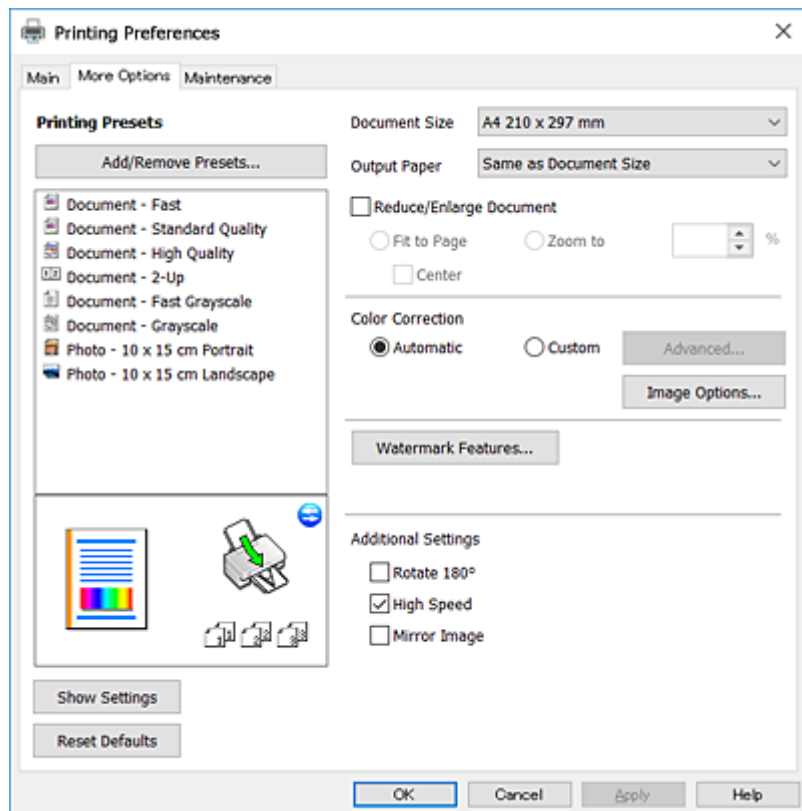 Printing Preferences
Main More Options Maintenance
Printing Presets
Add/Remove Presets...
Document - Fast
Document - Standard Quality
Document - High Quality
Document - 2-Up
Document - Fast Grayscale
Document - Grayscale
Photo - 10 x 15 cm Portrait
Photo - 10 x 15 cm Landscape
Show Settings
Reset Defaults
Document Size A4 210 x 297 mm
Output Paper Same as Document Size
Reduce/Enlarge Document
Fit to Page Zoom to %
Center
Color Correction
Automatic Custom Advanced...
Image Options...
Watermark Features...
Additional Settings
Rotate 180°
High Speed
Mirror Image
OK Cancel Apply Help